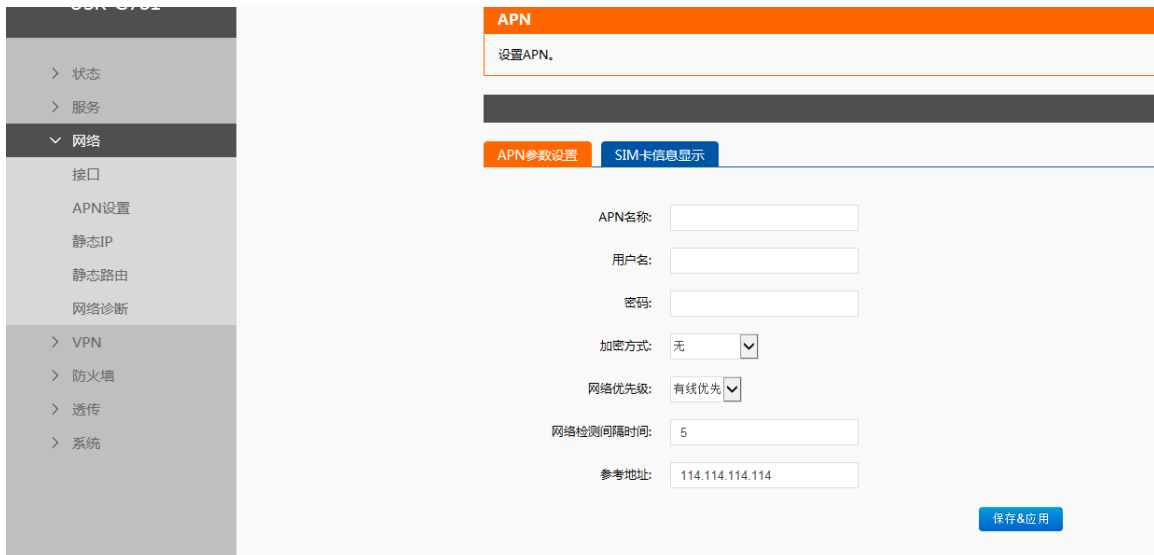 APN
设置APN。
状态
服务
网络
接口
APN设置
静态IP
静态路由
网络诊断
VPN
防火墙
透传
系统
APN参数设置 SIM卡信息显示
APN名称:
用户名:
密码:
加密方式: 无
网络优先级: 有线优先
网络检测间隔时间: 5
参考地址: 114.114.114.114
保存&应用